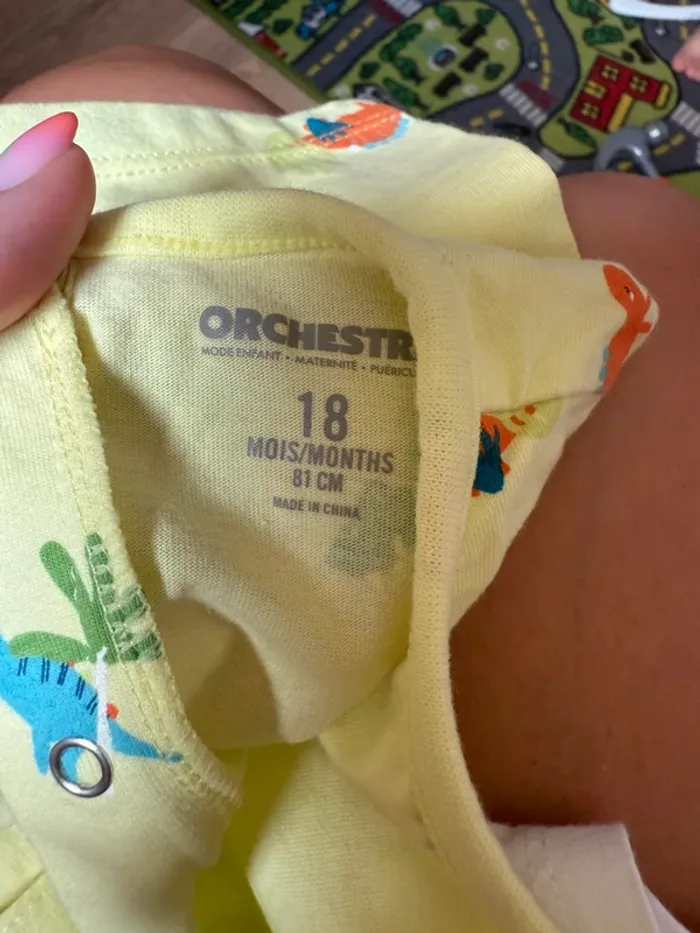 ORCHESTR
MODE ENFANT • MATERNITÉ • PUÉRICU
18
MOIS/MONTHS
81 CM
MADE IN CHINA